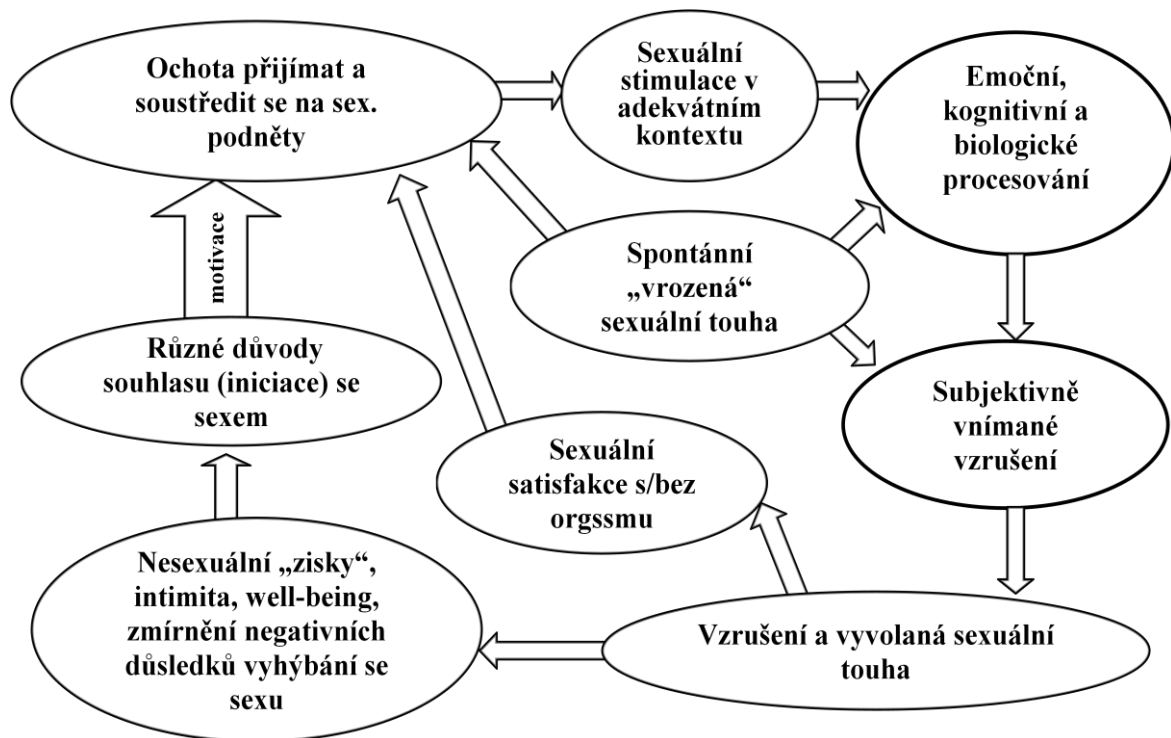 Ochota přijímat a
soustředit se na sex.
podněty
Sexuální
stimulace v
adekvátním
kontextu
Emoční,
kognitivní a
biologické
procesování
Spontánní
„vrozená“
sexuální touha
motivace
Různé důvody
souhlasu (iniciace) se
sexem
Subjektivně
vnímané
vzrušení
Sexuální
satisfakce s/bez
orgssmu
Nesexuální „zisky“,
intimita, well-being,
zmírnění negativních
důsledků vyhýbání se
sexu
Vzrušení a vyvolaná sexuální
touha